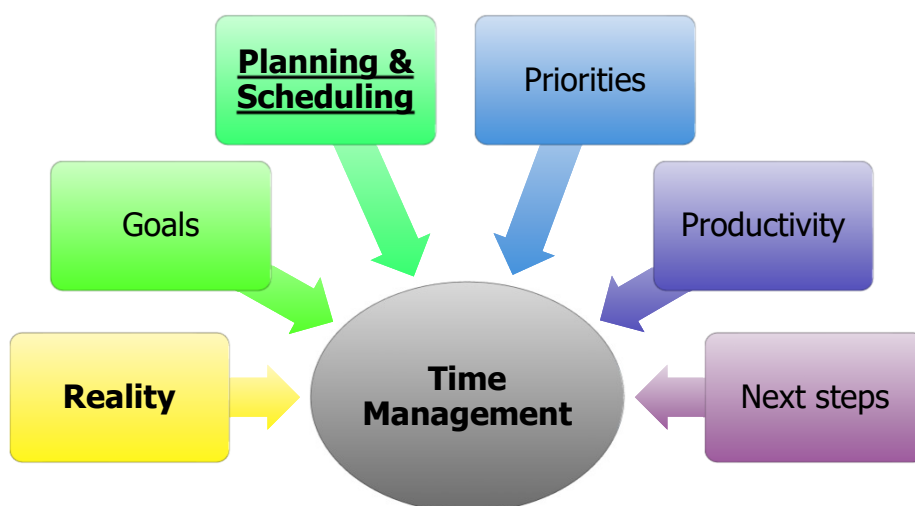 Planning &
Scheduling
Priorities
Goals
Productivity
Reality
Time
Management
Next steps